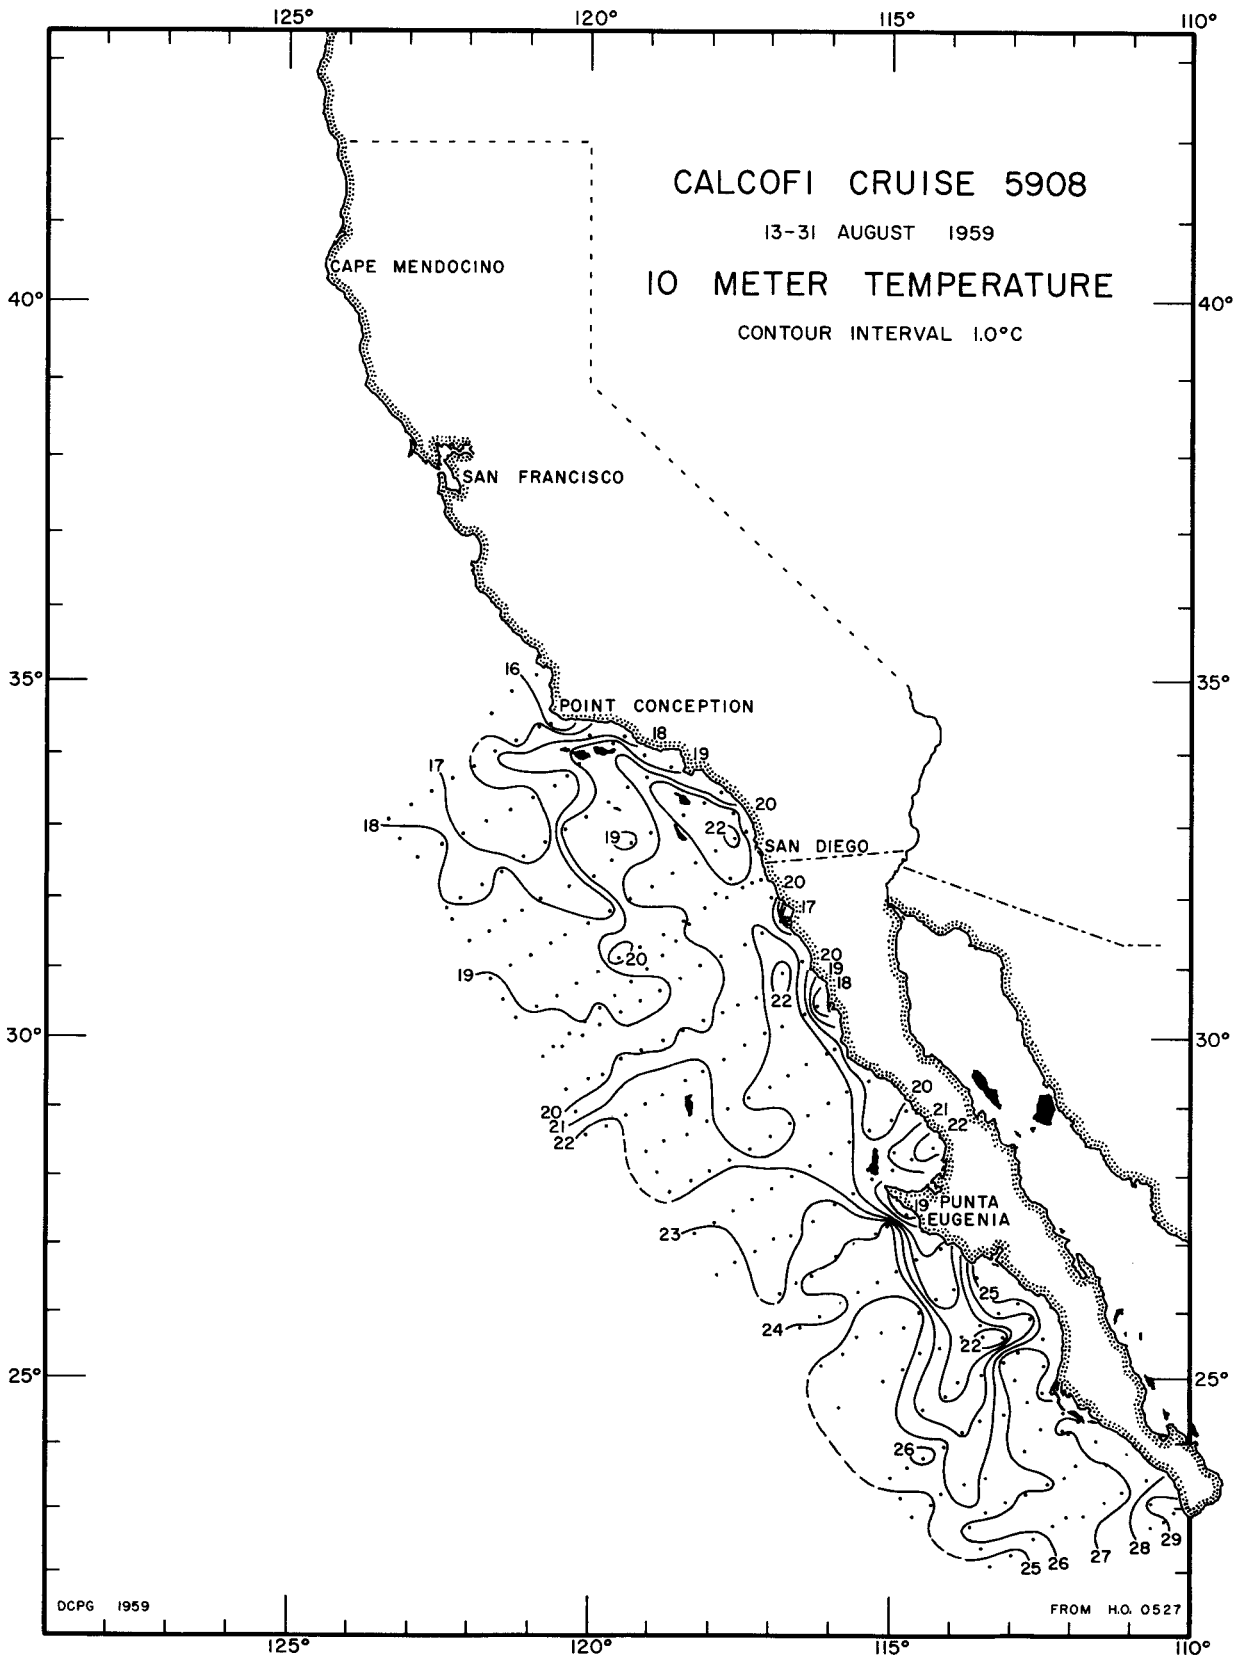 125° 120° 115° 110°
CALCOFI CRUISE 5908
13-31 AUGUST 1959
CAPE MENDOCINO
10 METER TEMPERATURE
40° 40°
CONTOUR INTERVAL 1.0°C
SAN FRANCISCO
16
35° 35°
POINT CONCEPTION
18
19
17
20
18
19
22
SAN DIEGO
20
17
20
20
19
19
18
22
30° 30°
20
20
21
21
22
22
19
PUNTA
EUGENIA
23
25
24
22
25° 25°
26
29
28
27
26
25
DCPG 1959
FROM H.O. 0527
125° 120° 115° 110°